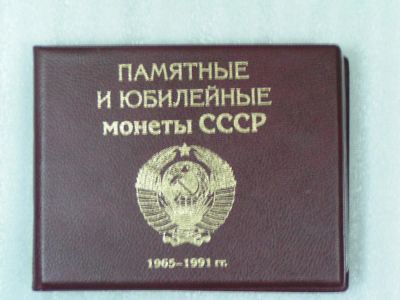 ПАМЯТНЫЕ
И ЮБИЛЕЙНЫЕ
монеты СССР
1965-1991 гг.